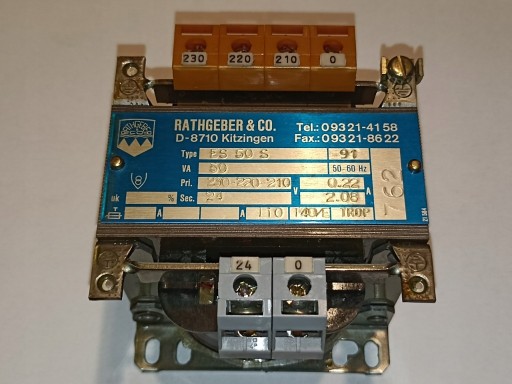 230 220 210 0
RATHGEBER & CO. Tel.: 09321-4158
D-8710 Kitzingen Fax.: 09321-8622
Type ES 50 S -91
VA 50 50-60 Hz
Pri. 230-220-210 V 0.22 A
uk % Sec. 24 2.08
A A IT0 T40/E TROP
762
24 0